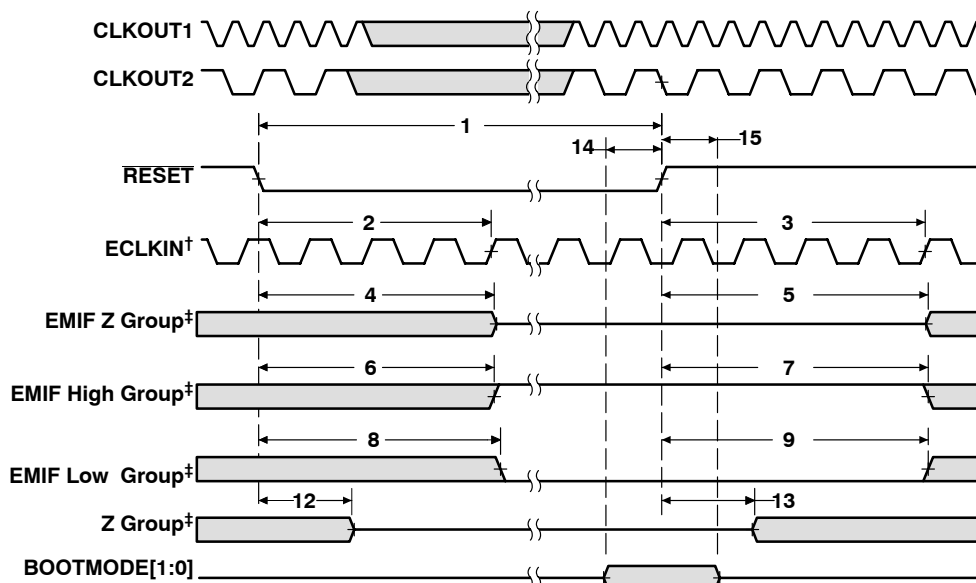 CLKOUT1
CLKOUT2
1
14
15
RESET
2
3
ECLKIN†
4
5
EMIF Z Group‡
6
7
EMIF High Group‡
8
9
EMIF Low Group‡
12
13
Z Group‡
BOOTMODE[1:0]